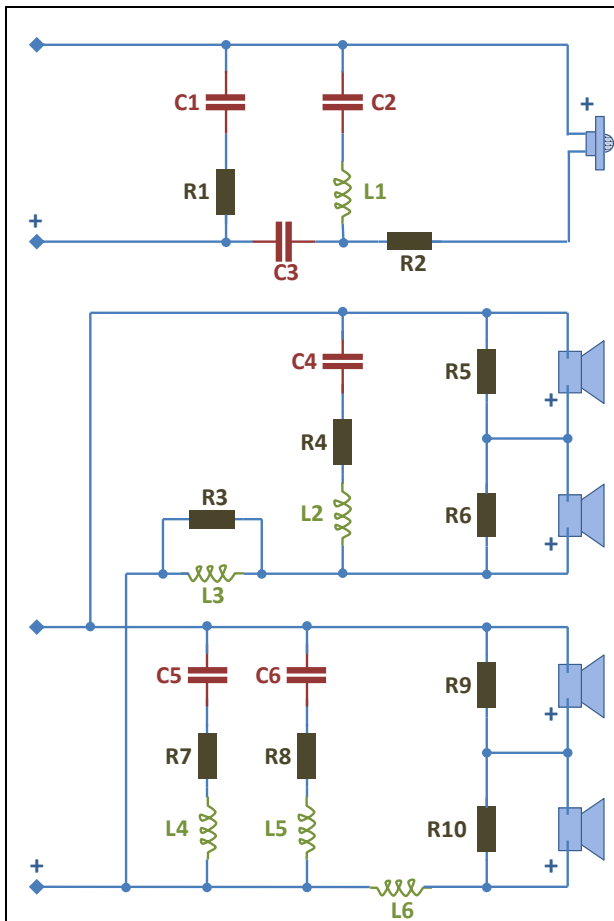 +
C1
C2
R1
L1
+
C3
R2
C4
R5
+
R4
R3
L2
R6
+
L3
C5
C6
R9
+
R7
R8
L4
L5
R10
+
+
L6